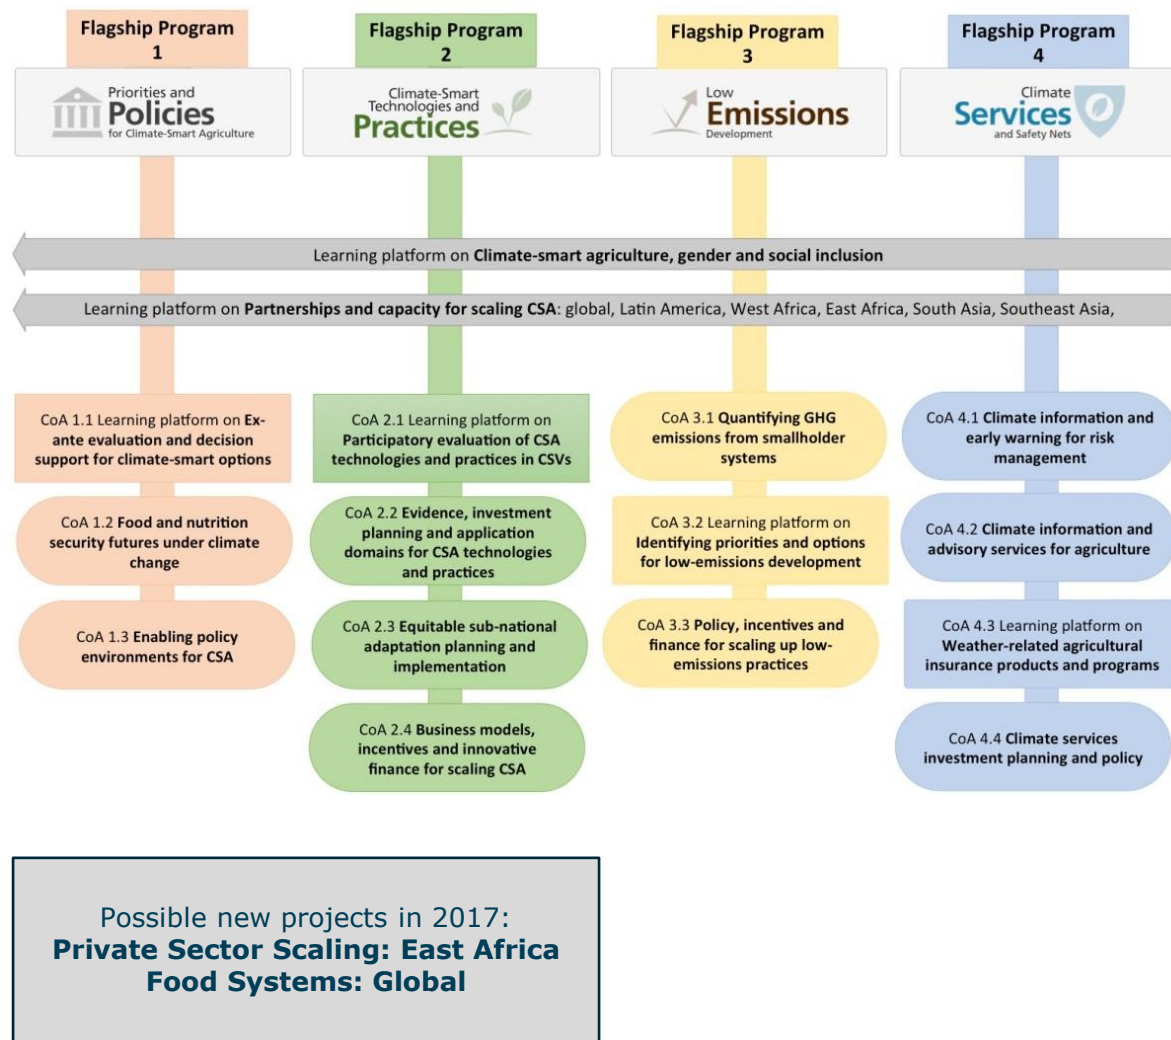 Flagship Program
1
Priorities and
Policies
for Climate-Smart Agriculture
Flagship Program
2
Climate-Smart
Technologies and
Practices
Flagship Program
3
Low
Emissions
Development
Flagship Program
4
Climate
Services
and Safety Nets
Learning platform on Climate-smart agriculture, gender and social inclusion
Learning platform on Partnerships and capacity for scaling CSA: global, Latin America, West Africa, East Africa, South Asia, Southeast Asia,
CoA 1.1 Learning platform on Ex-
ante evaluation and decision
support for climate-smart options
CoA 1.2 Food and nutrition
security futures under climate
change
CoA 1.3 Enabling policy
environments for CSA
CoA 2.1 Learning platform on
Participatory evaluation of CSA
technologies and practices in CSVs
CoA 2.2 Evidence, investment
planning and application
domains for CSA technologies
and practices
CoA 2.3 Equitable sub-national
adaptation planning and
implementation
CoA 2.4 Business models,
incentives and innovative
finance for scaling CSA
CoA 3.1 Quantifying GHG
emissions from smallholder
systems
CoA 3.2 Learning platform on
Identifying priorities and options
for low-emissions development
CoA 3.3 Policy, incentives and
finance for scaling up low-
emissions practices
CoA 4.1 Climate information and
early warning for risk
management
CoA 4.2 Climate information and
advisory services for agriculture
CoA 4.3 Learning platform on
Weather-related agricultural
insurance products and programs
CoA 4.4 Climate services
investment planning and policy
Possible new projects in 2017:
Private Sector Scaling: East Africa
Food Systems: Global